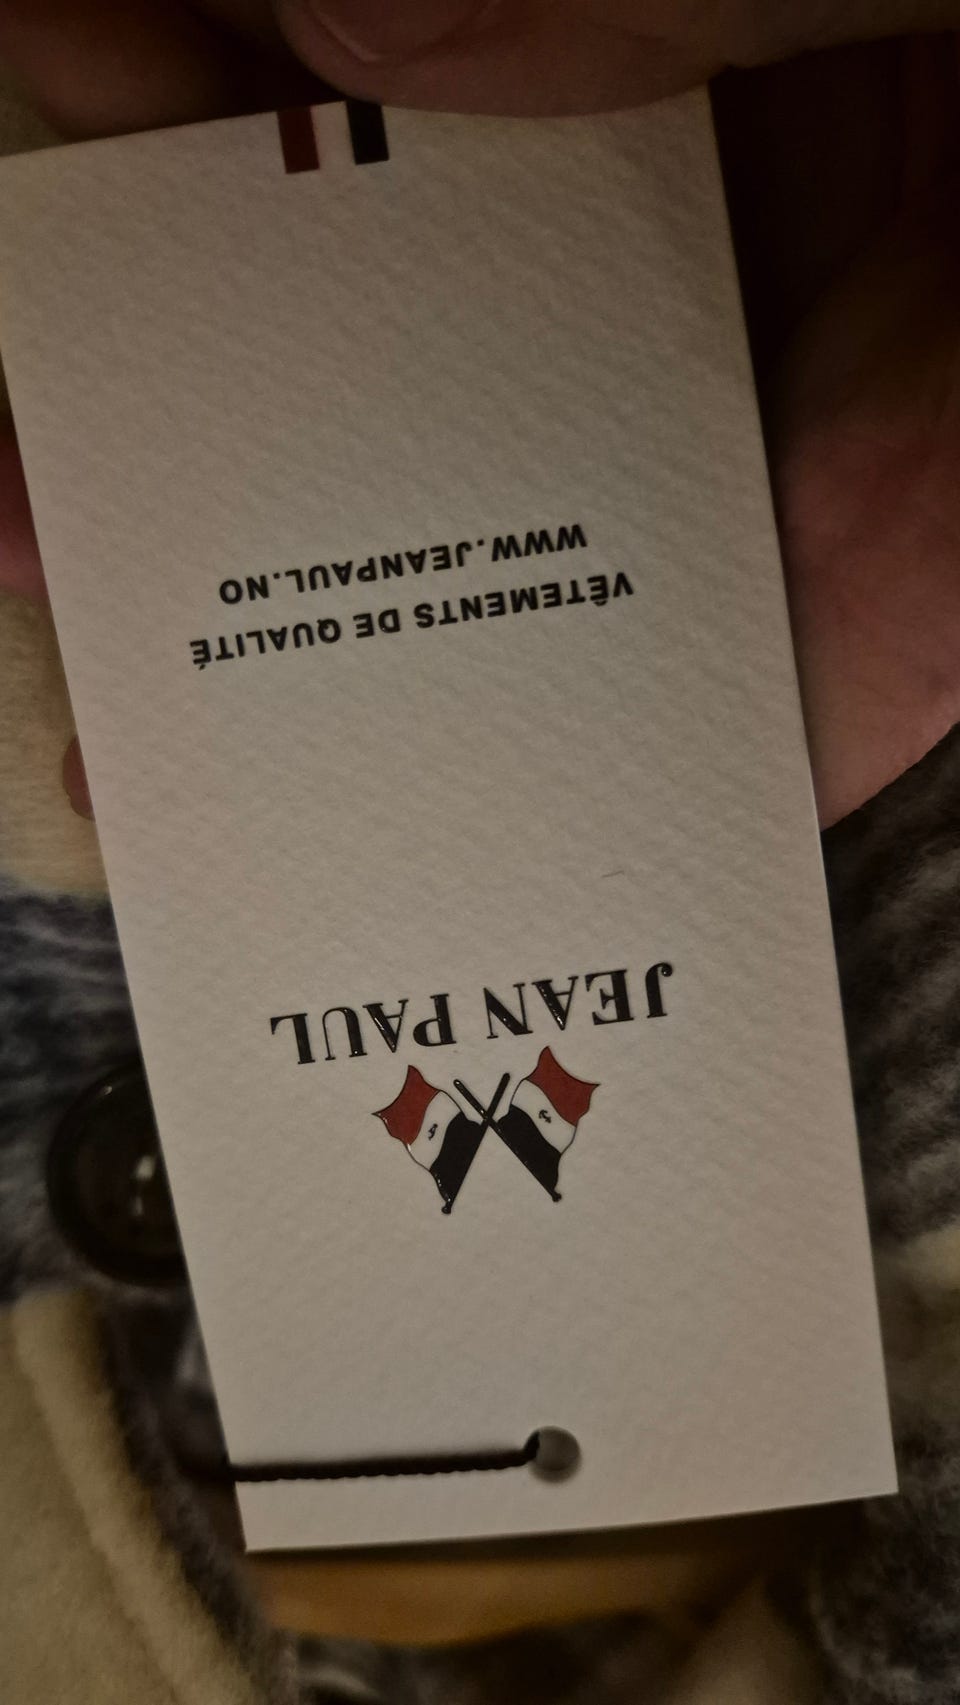 JEAN PAUL
VÊTEMENTS DE QUALITÉ
WWW.JEANPAUL.NO